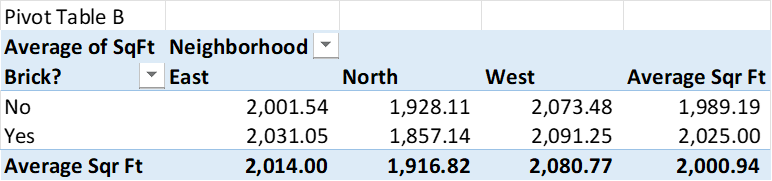 Pivot Table B
Average of SqFt Neighborhood
Brick? East North West Average Sqr Ft
No 2,001.54 1,928.11 2,073.48 1,989.19
Yes 2,031.05 1,857.14 2,091.25 2,025.00
Average Sqr Ft 2,014.00 1,916.82 2,080.77 2,000.94